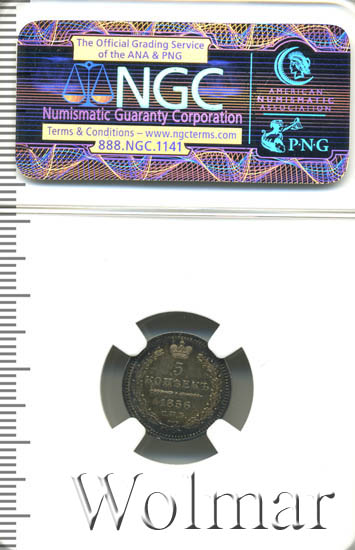 The Official Grading Service
of the ANA & PNG
NGC
Numismatic Guaranty Corporation
Terms & Conditions – www.ngcterms.com
888.NGC.1141
AMERICAN
NUMISMATIC
ASSOCIATION
P·N·G
5
КОПѢЕКЪ
1856
С.П.Б.
Wolmar